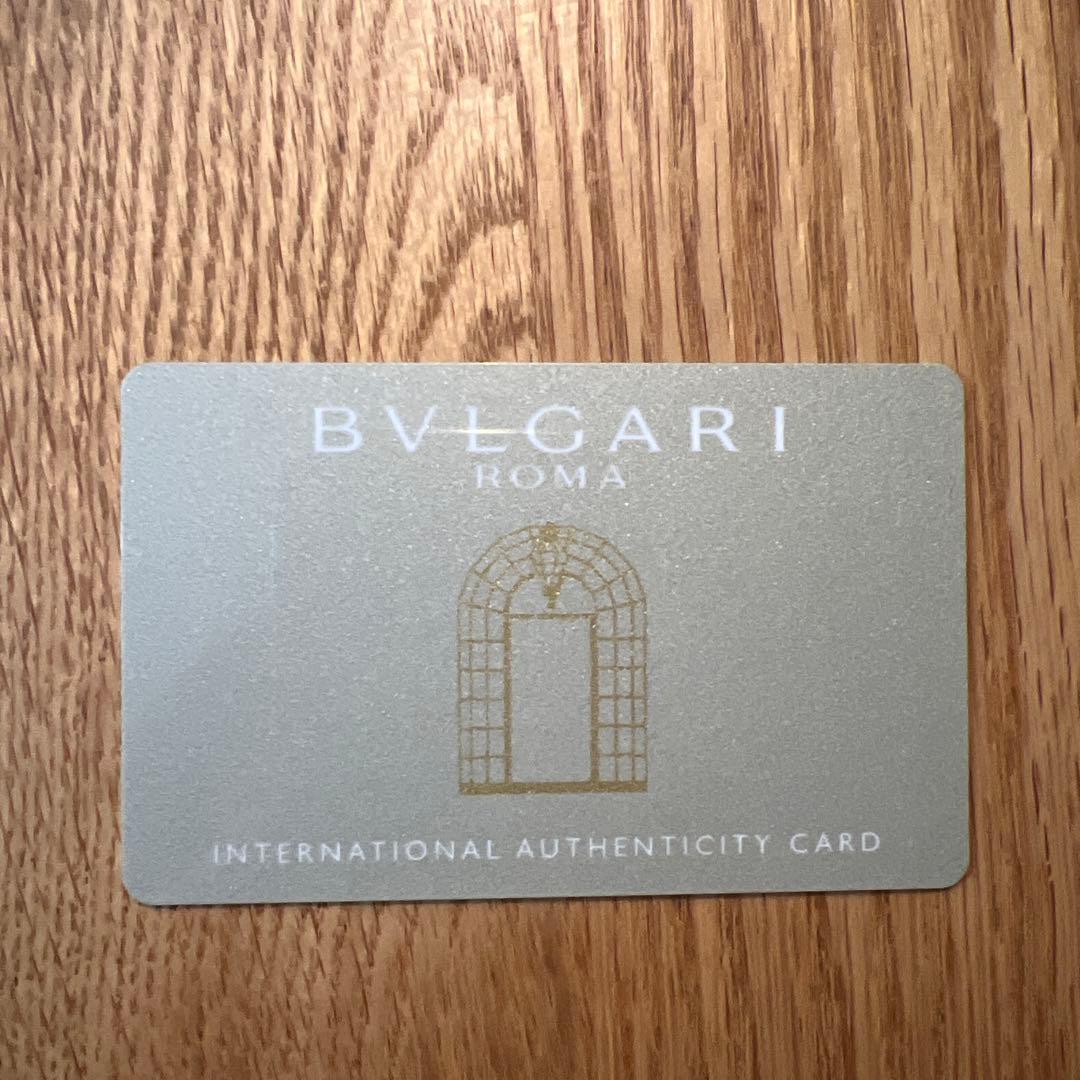 BVLGARI
ROMA
INTERNATIONAL AUTHENTICITY CARD